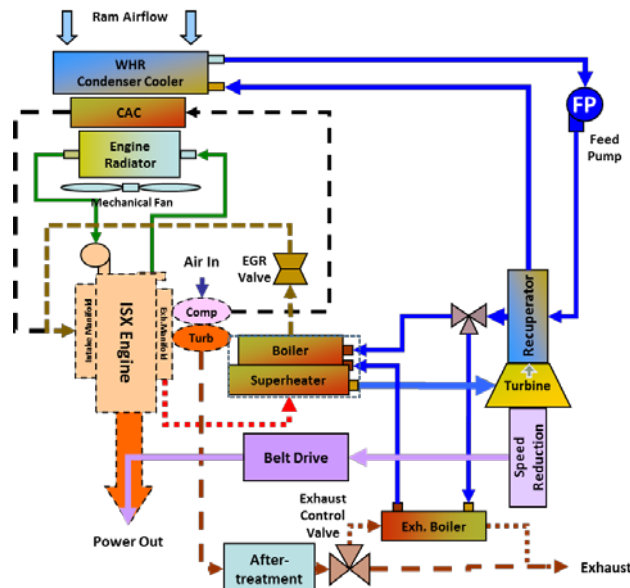 Ram Airflow
WHR
Condenser Cooler
CAC
Engine
Radiator
Mechanical Fan
FP
Feed
Pump
Air In
EGR
Valve
Intake Manifold
ISX Engine
Exh Manifold
Comp
Turb
Boiler
Superheater
Recuperator
Turbine
Speed
Reduction
Belt Drive
Exhaust
Control
Valve
Exh. Boiler
Power Out
After-
treatment
Exhaust